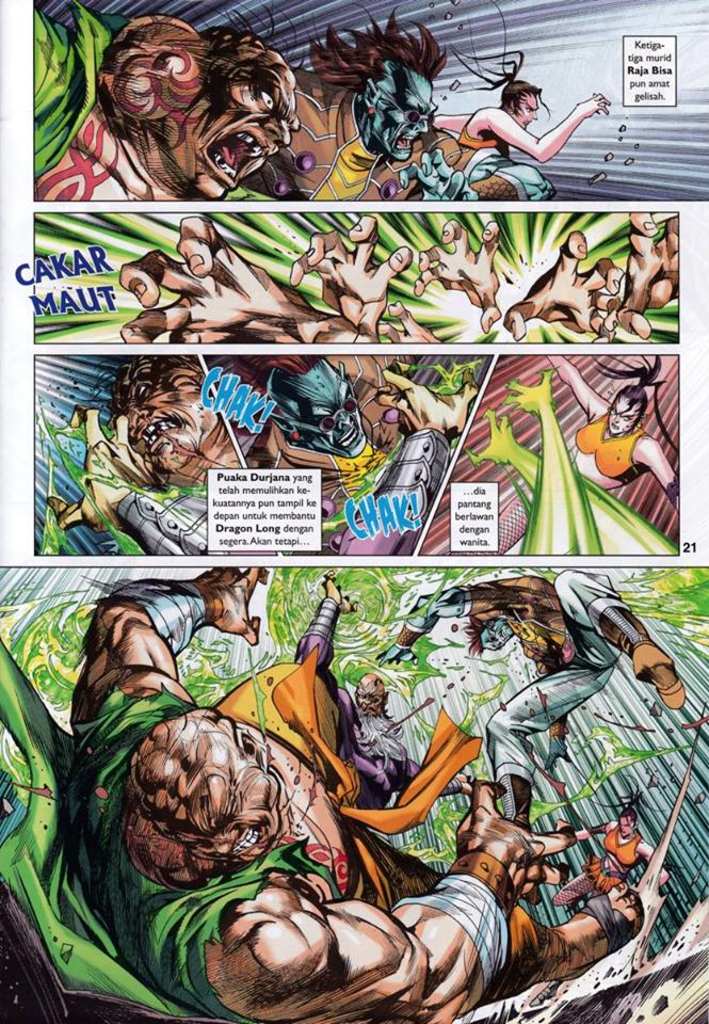 Ketiga-
tiga murid
Raja Bisa
pun amat
gelisah.
CAKAR
MAUT
CHAK!
Puaka Durjana yang
telah memulihkan ke-
kuatannya pun tampil ke
depan untuk membantu
Dragon Long dengan
segera. Akan tetapi...
CHAK!
...dia
pantang
berlawan
dengan
wanita.
21